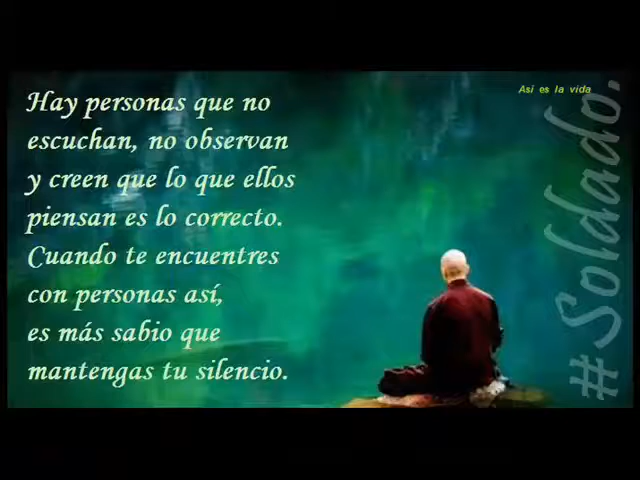 Hay personas que no
escuchan, no observan
y creen que lo que ellos
piensan es lo correcto.
Cuando te encuentres
con personas así,
es más sabio que
mantengas tu silencio.
Así es la vida
#Soldado.